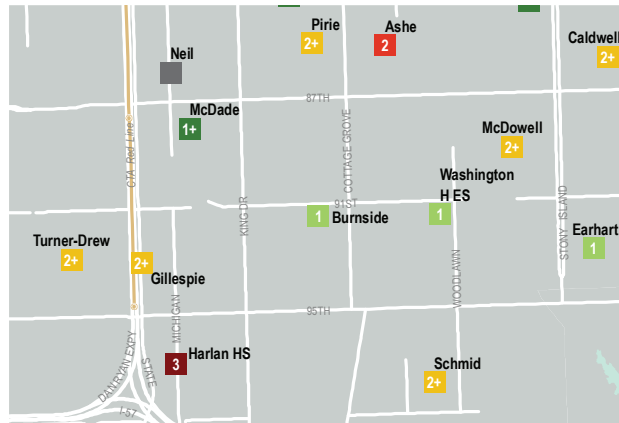 Pirie
2+
Ashe
2
Caldwell
2+
Neil
87TH
McDade
1+
CTA Red Line
McDowell
2+
COTTAGE GROVE
Washington
H ES
1
91ST
1
Burnside
KING DR
STONY ISLAND
Earhart
1
Turner-Drew
2+
2+
Gillespie
WOODLAWN
MICHIGAN
95TH
DAN RYAN EXPY
STATE
Harlan HS
3
Schmid
2+
I-57